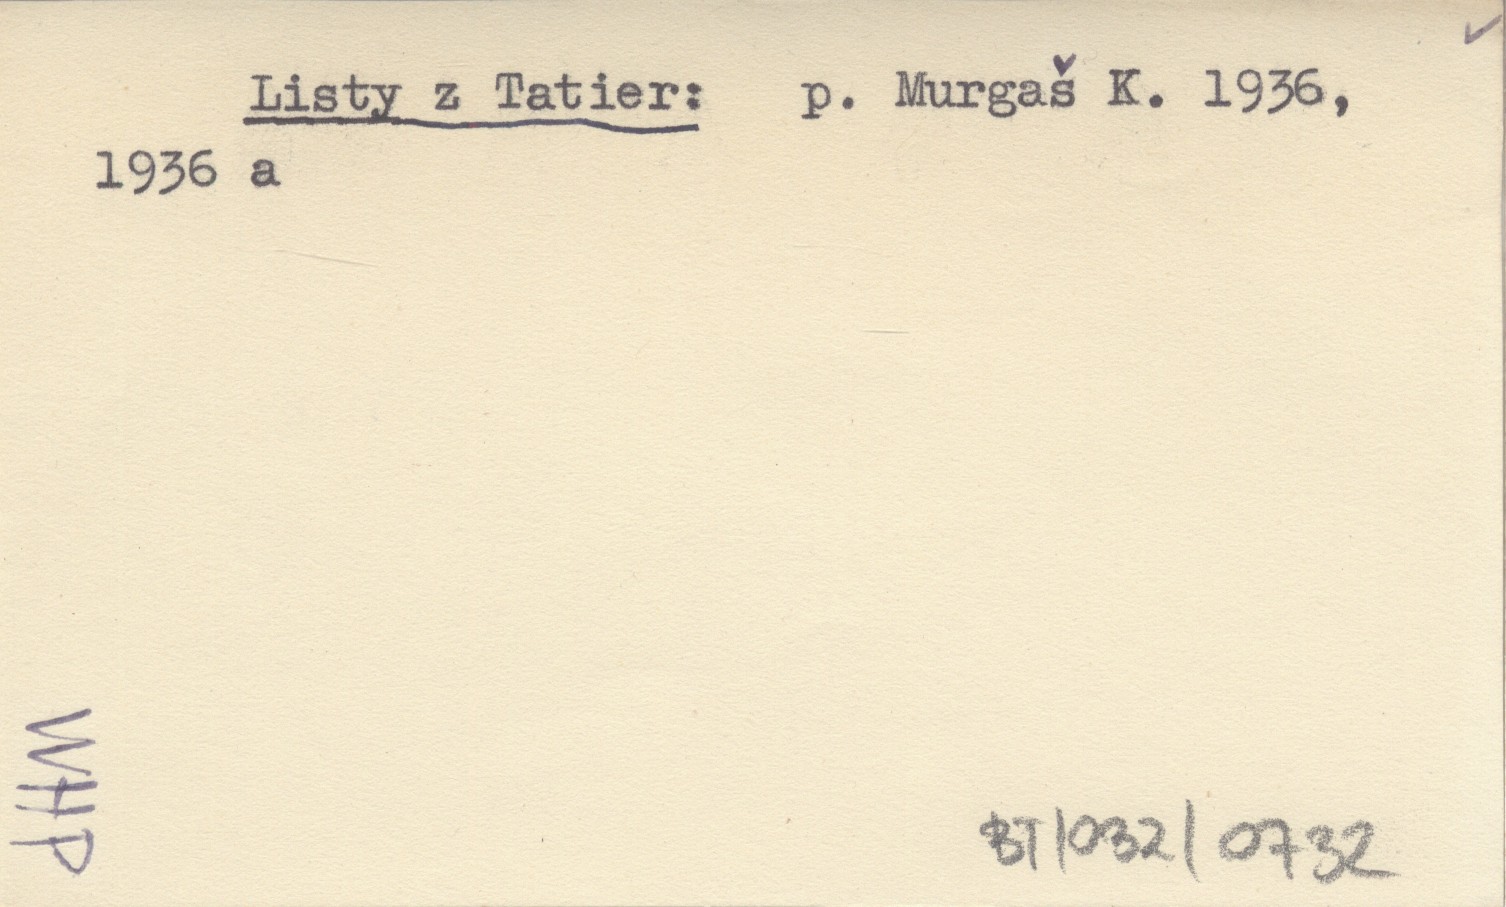 Listy z Tatier: p. Murgaš K. 1936,
1936 a
WHP
BT/032/0732